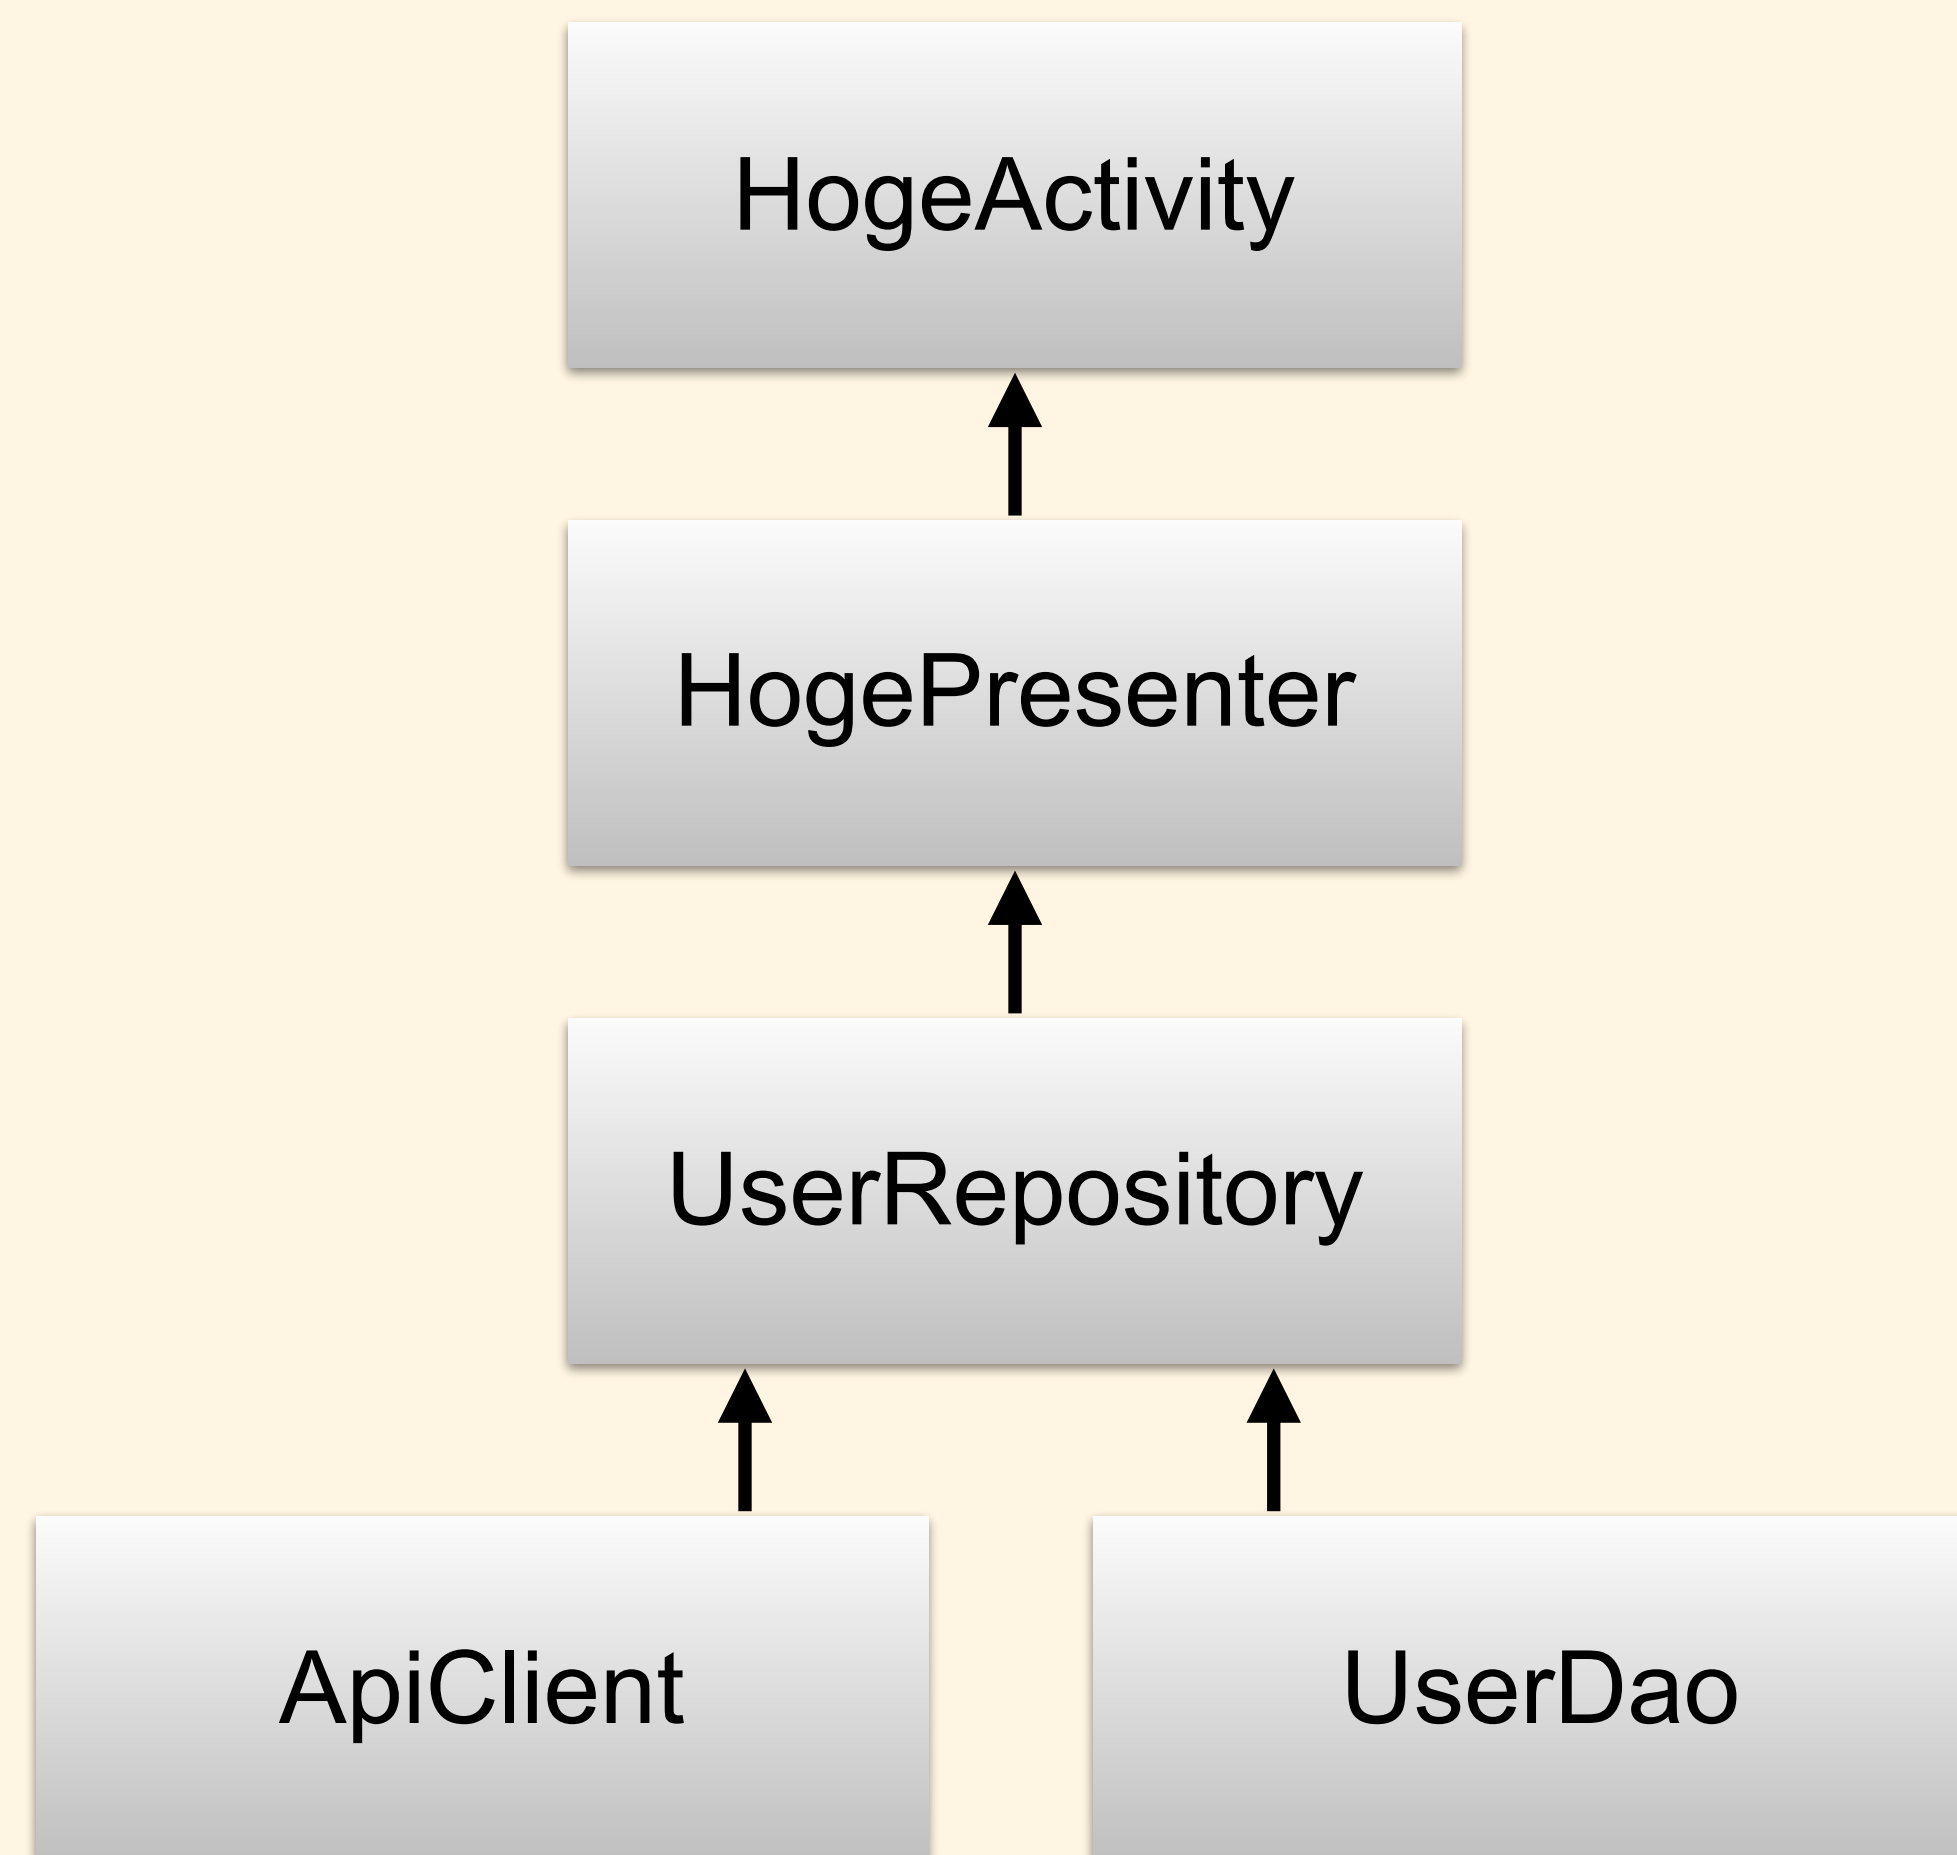 HogeActivity
HogePresenter
UserRepository
ApiClient
UserDao